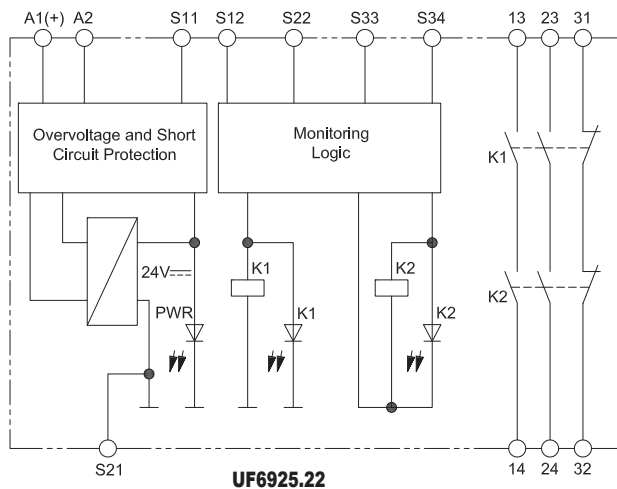 A1(+) A2 S11 S12 S22 S33 S34 13 23 31
Overvoltage and Short
Circuit Protection
Monitoring
Logic
K1
24V
K1
K2
K2
PWR
K1
K2
S21
14 24 32
UF6925.22